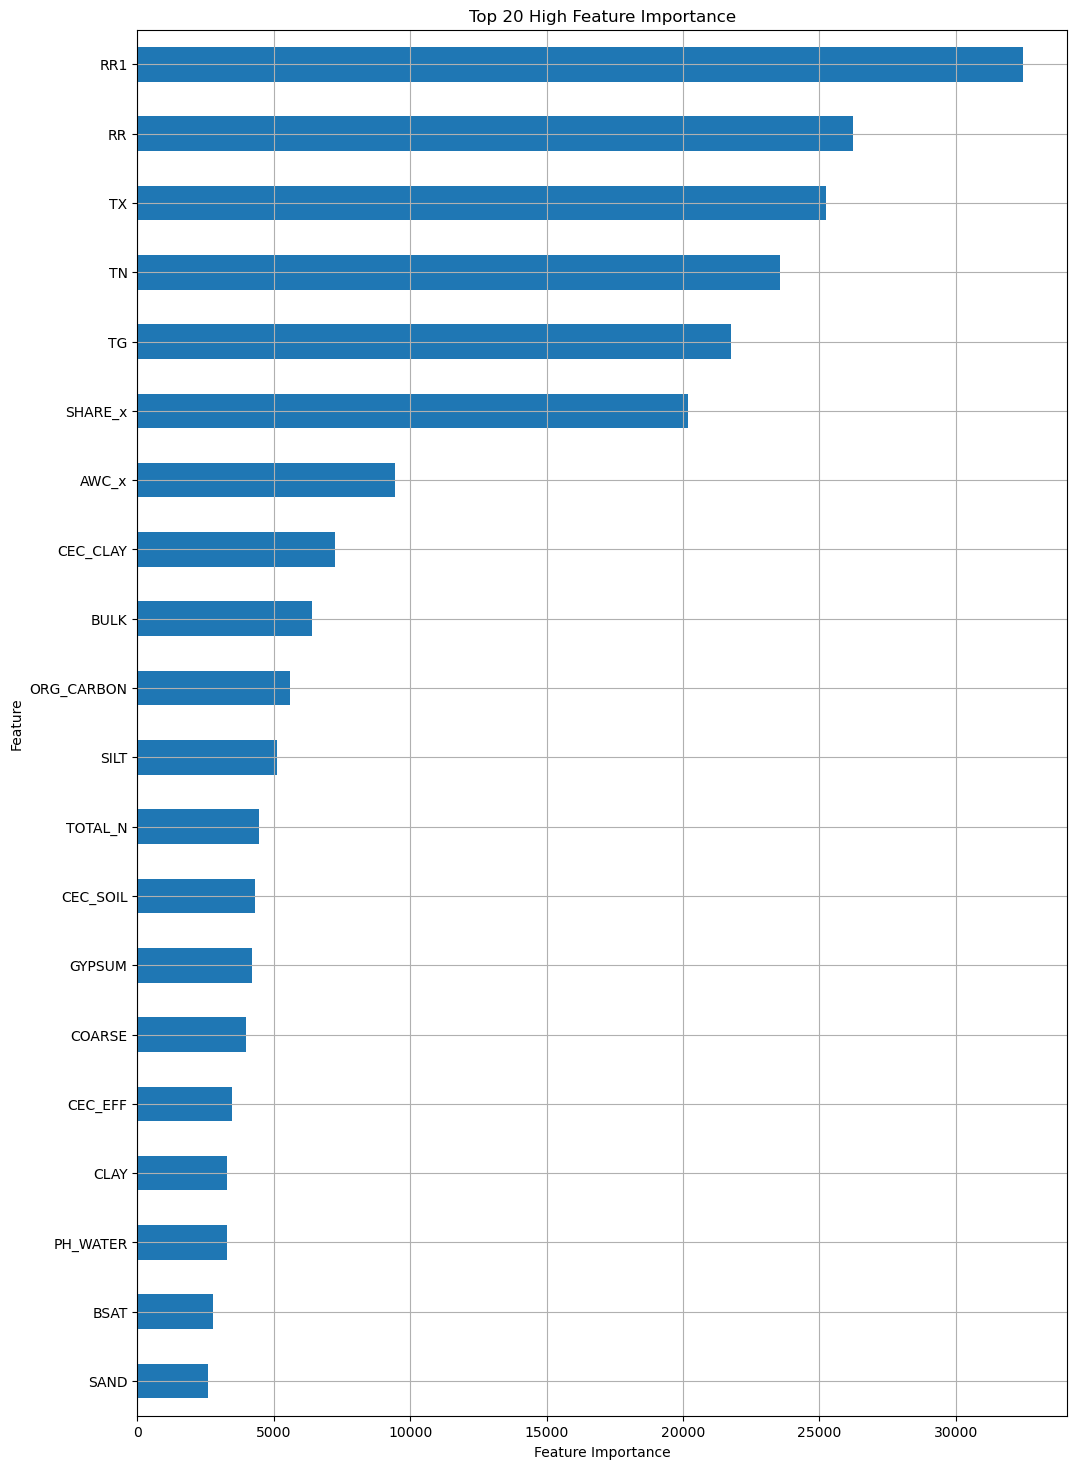 Top 20 High Feature Importance
RR1
RR
TX
TN
TG
SHARE_x
AWC_x
CEC_CLAY
BULK
ORG_CARBON
SILT
TOTAL_N
CEC_SOIL
GYPSUM
COARSE
CEC_EFF
CLAY
PH_WATER
BSAT
SAND
Feature
0 5000 10000 15000 20000 25000 30000
Feature Importance